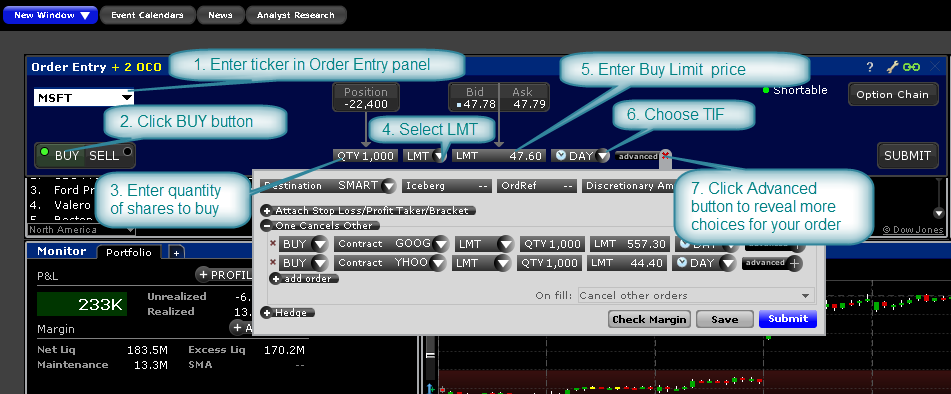 New Window
Event Calendars
News
Analyst Research
Order Entry + 2 OCO
?
1. Enter ticker in Order Entry panel
5. Enter Buy Limit price
MSFT
Position
-22,400
Bid
47.78
Ask
47.79
Shortable
Option Chain
2. Click BUY button
4. Select LMT
6. Choose TIF
BUY SELL
QTY 1,000
LMT
LMT 47.60
DAY
advanced
SUBMIT
3. Enter quantity
of shares to buy
7. Click Advanced
button to reveal more
choices for your order
3. Ford
4. Valero
North America
© DowJones
Destination SMART
Iceberg --
OrdRef --
Discretionary
Attach Stop Loss/Profit Taker/Bracket
One Cancels Other
BUY Contract GOOG LMT QTY 1,000 LMT 557.30 DAY
BUY Contract YHOO LMT QTY 1,000 LMT 44.40 DAY advanced
add order
On fill: Cancel other orders
Hedge
Check Margin
Save
Submit
Monitor
Portfolio
+
P&L
233K
Unrealized -6.
Realized 13.
Margin
Net Liq 183.5M Excess Liq 170.2M
Maintenance 13.3M SMA --